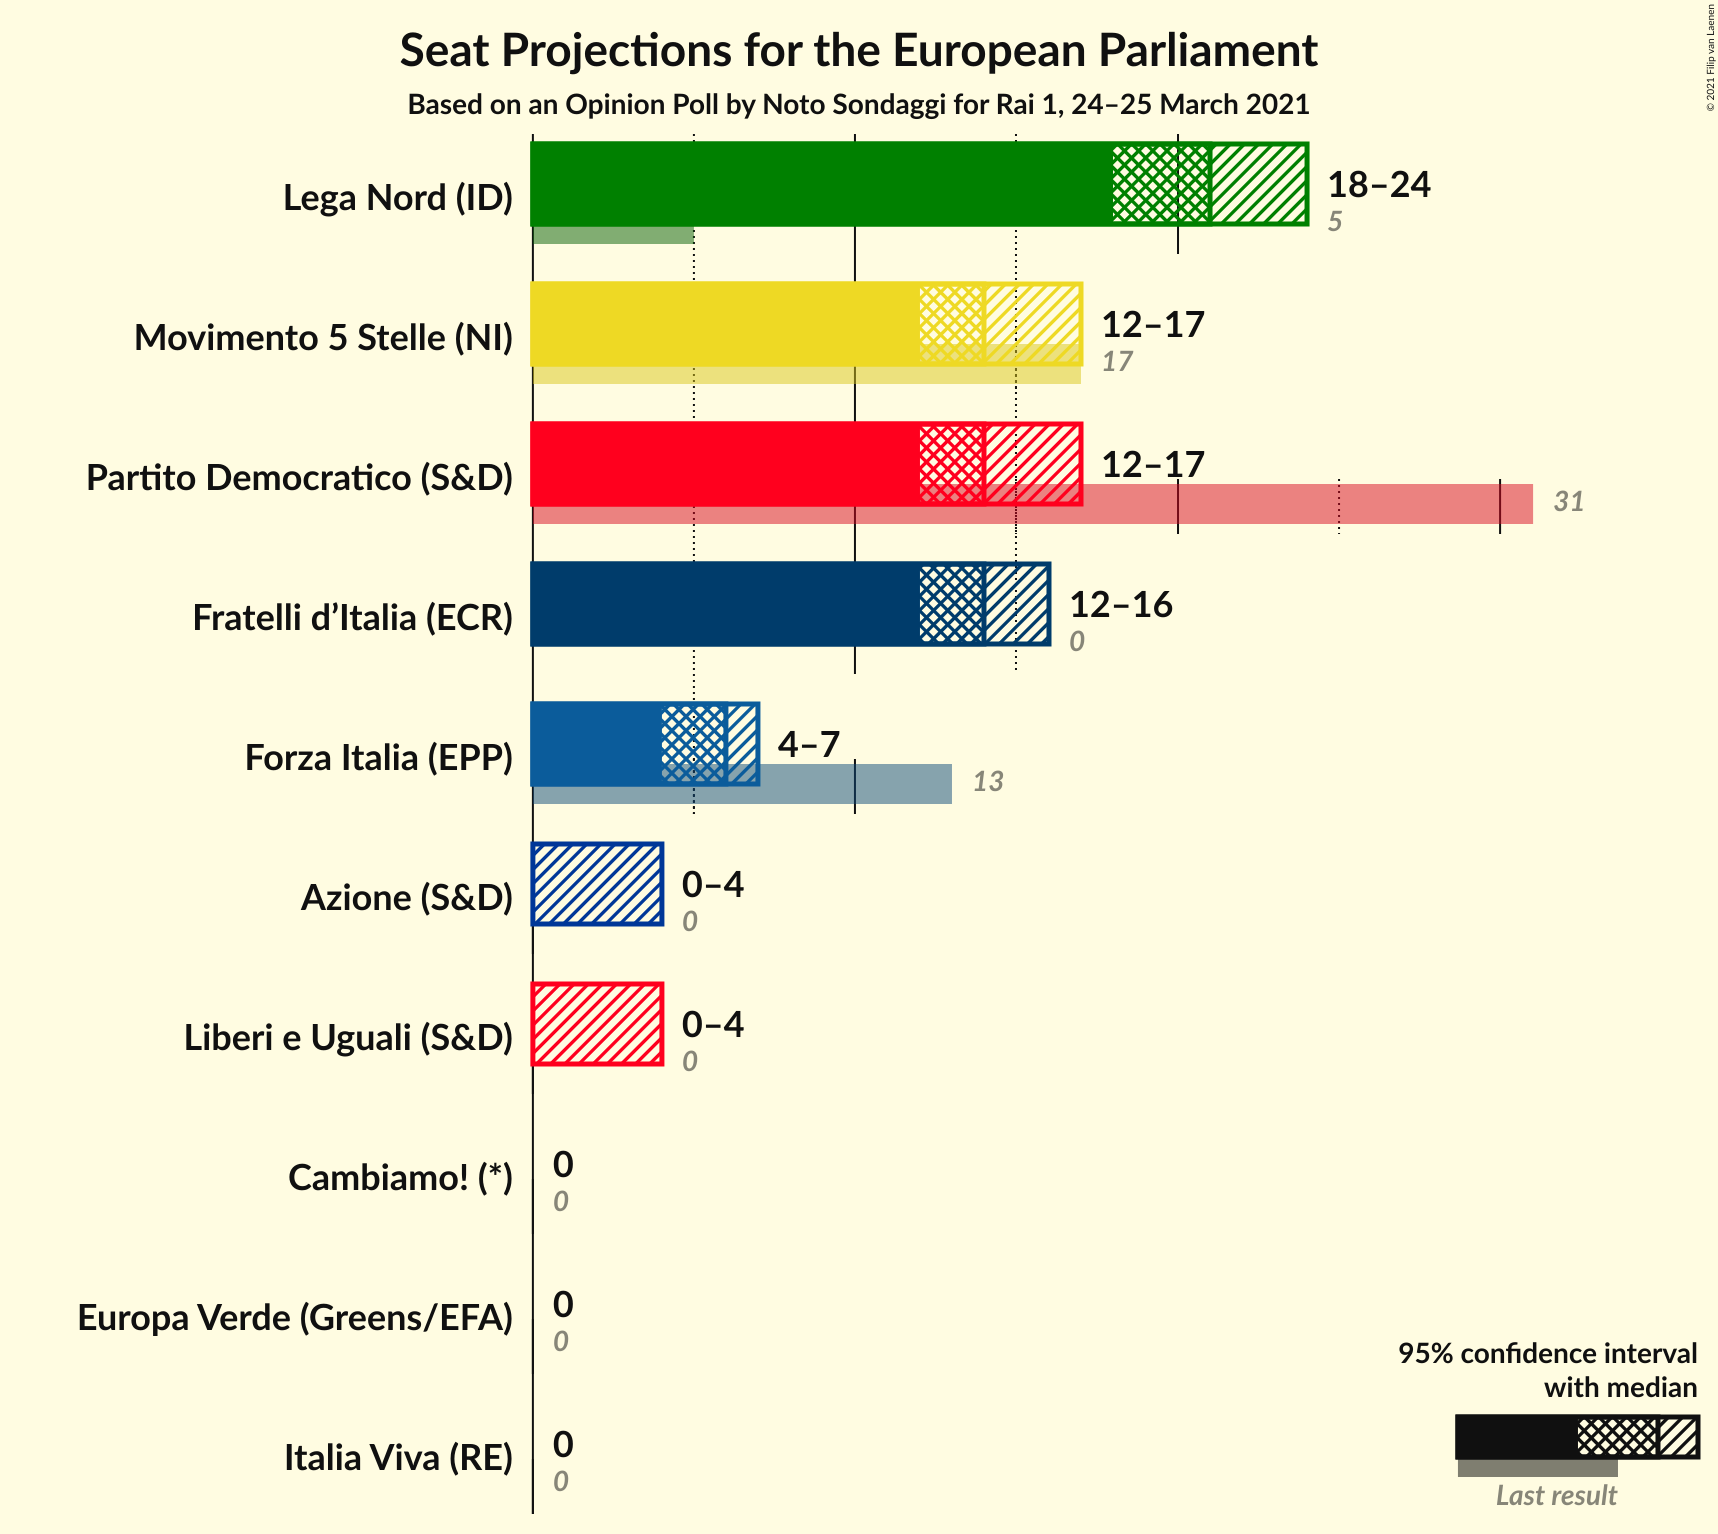 Seat Projections for the European Parliament
Based on an Opinion Poll by Noto Sondaggi for Rai 1, 24–25 March 2021
© 2021 Filip van Laenen
Lega Nord (ID)
18–24
5
Movimento 5 Stelle (NI)
12–17
17
Partito Democratico (S&D)
12–17
31
Fratelli d’Italia (ECR)
12–16
0
Forza Italia (EPP)
4–7
13
Azione (S&D)
0–4
0
Liberi e Uguali (S&D)
0–4
0
Cambiamo! (*)
0
0
Europa Verde (Greens/EFA)
0
0
Italia Viva (RE)
0
0
95% confidence interval
with median
Last result